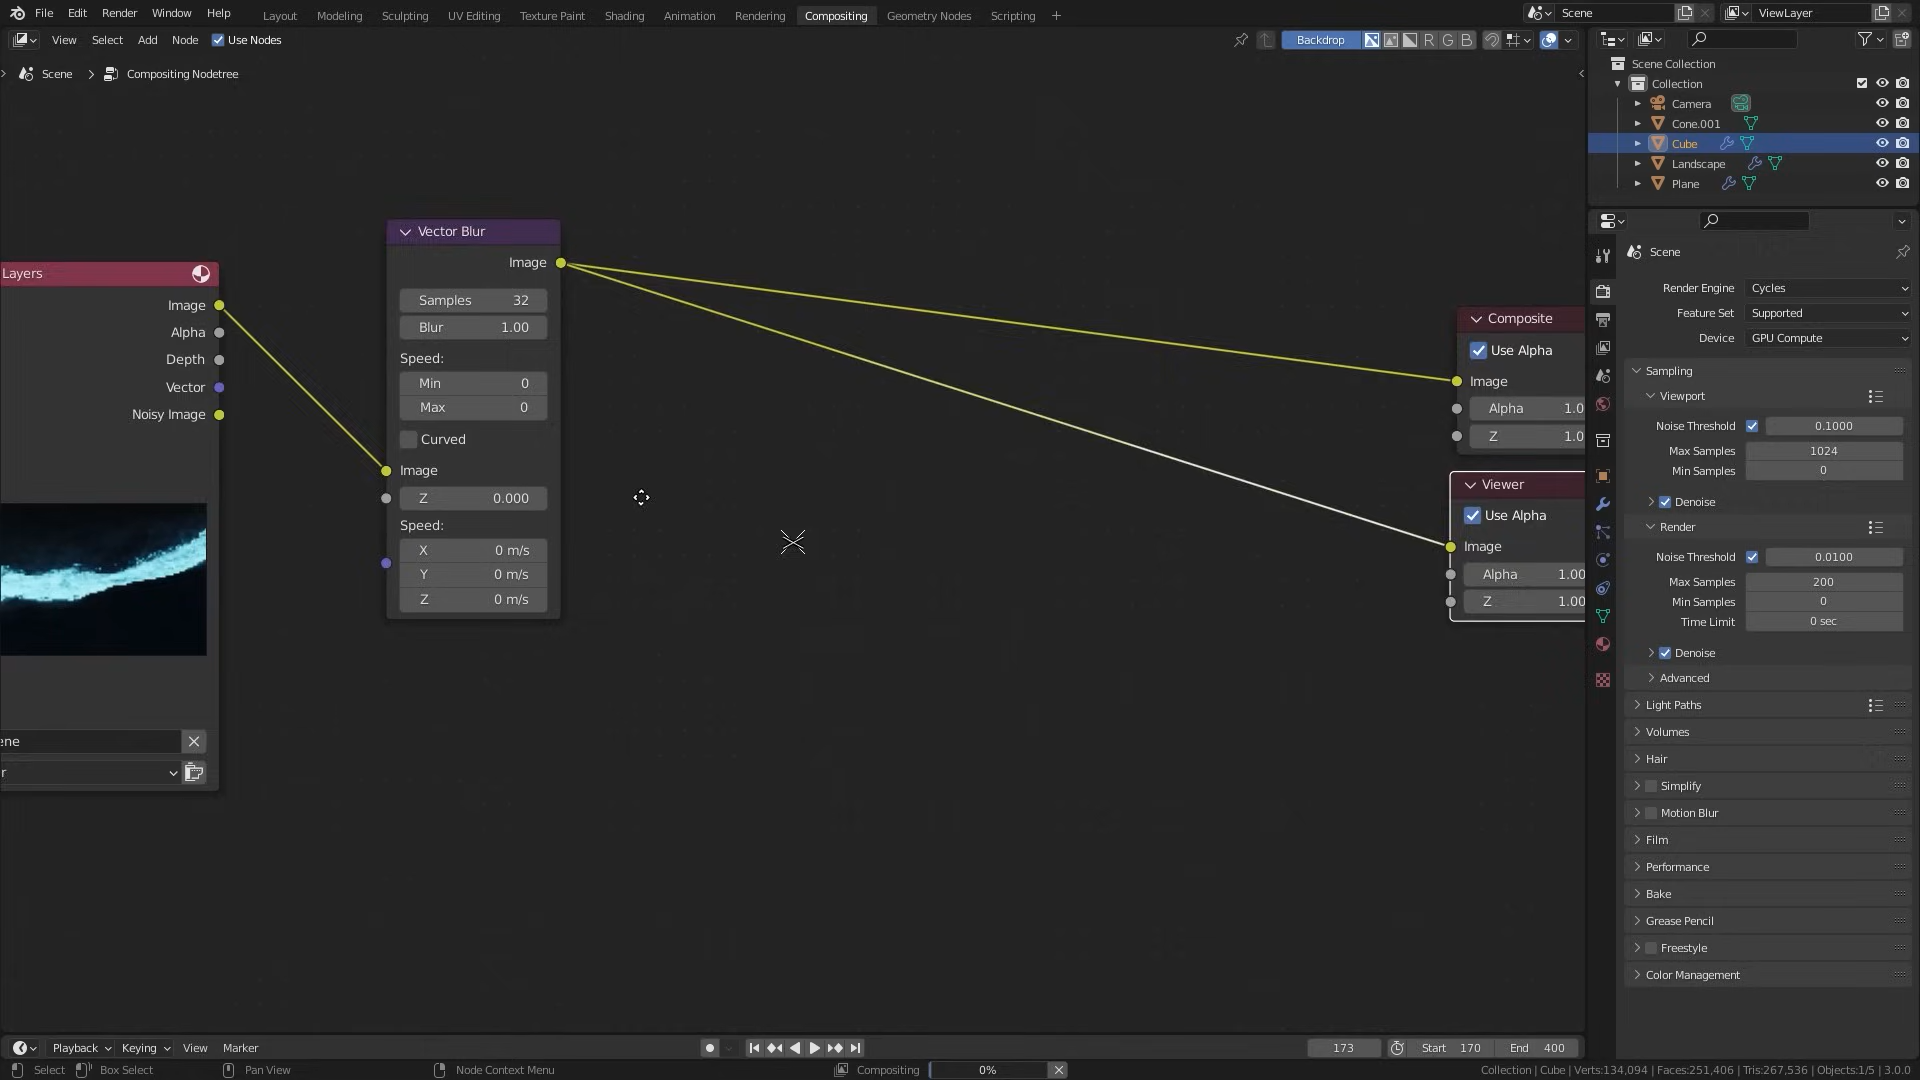 File Edit Render Window Help Layout Modeling Sculpting UV Editing Texture Paint Shading Animation Rendering Compositing Geometry Nodes Scripting + Scene ViewLayer
View Select Add Node Use Nodes Backdrop R G B
Scene > Compositing Nodetree
Scene Collection
Collection
Camera
Cone.001
Cube
Landscape
Plane
Layers
Image
Alpha
Depth
Vector
Noisy Image
ene
r
Vector Blur
Image
Samples 32
Blur 1.00
Speed:
Min 0
Max 0
Curved
Image
Z 0.000
Speed:
X 0 m/s
Y 0 m/s
Z 0 m/s
Composite
Use Alpha
Image
Alpha 1.0
Z 1.0
Viewer
Use Alpha
Image
Alpha 1.00
Z 1.00
Scene
Render Engine Cycles
Feature Set Supported
Device GPU Compute
Sampling
Viewport
Noise Threshold 0.1000
Max Samples 1024
Min Samples 0
Denoise
Render
Noise Threshold 0.0100
Max Samples 200
Min Samples 0
Time Limit 0 sec
Denoise
Advanced
Light Paths
Volumes
Hair
Simplify
Motion Blur
Film
Performance
Bake
Grease Pencil
Freestyle
Color Management
Playback Keying View Marker 173 Start 170 End 400
Select Box Select Pan View Node Context Menu Compositing 0% Collection | Cube | Verts:134,094 | Faces:251,406 | Tris:267,536 | Objects:1/5 | 3.0.0